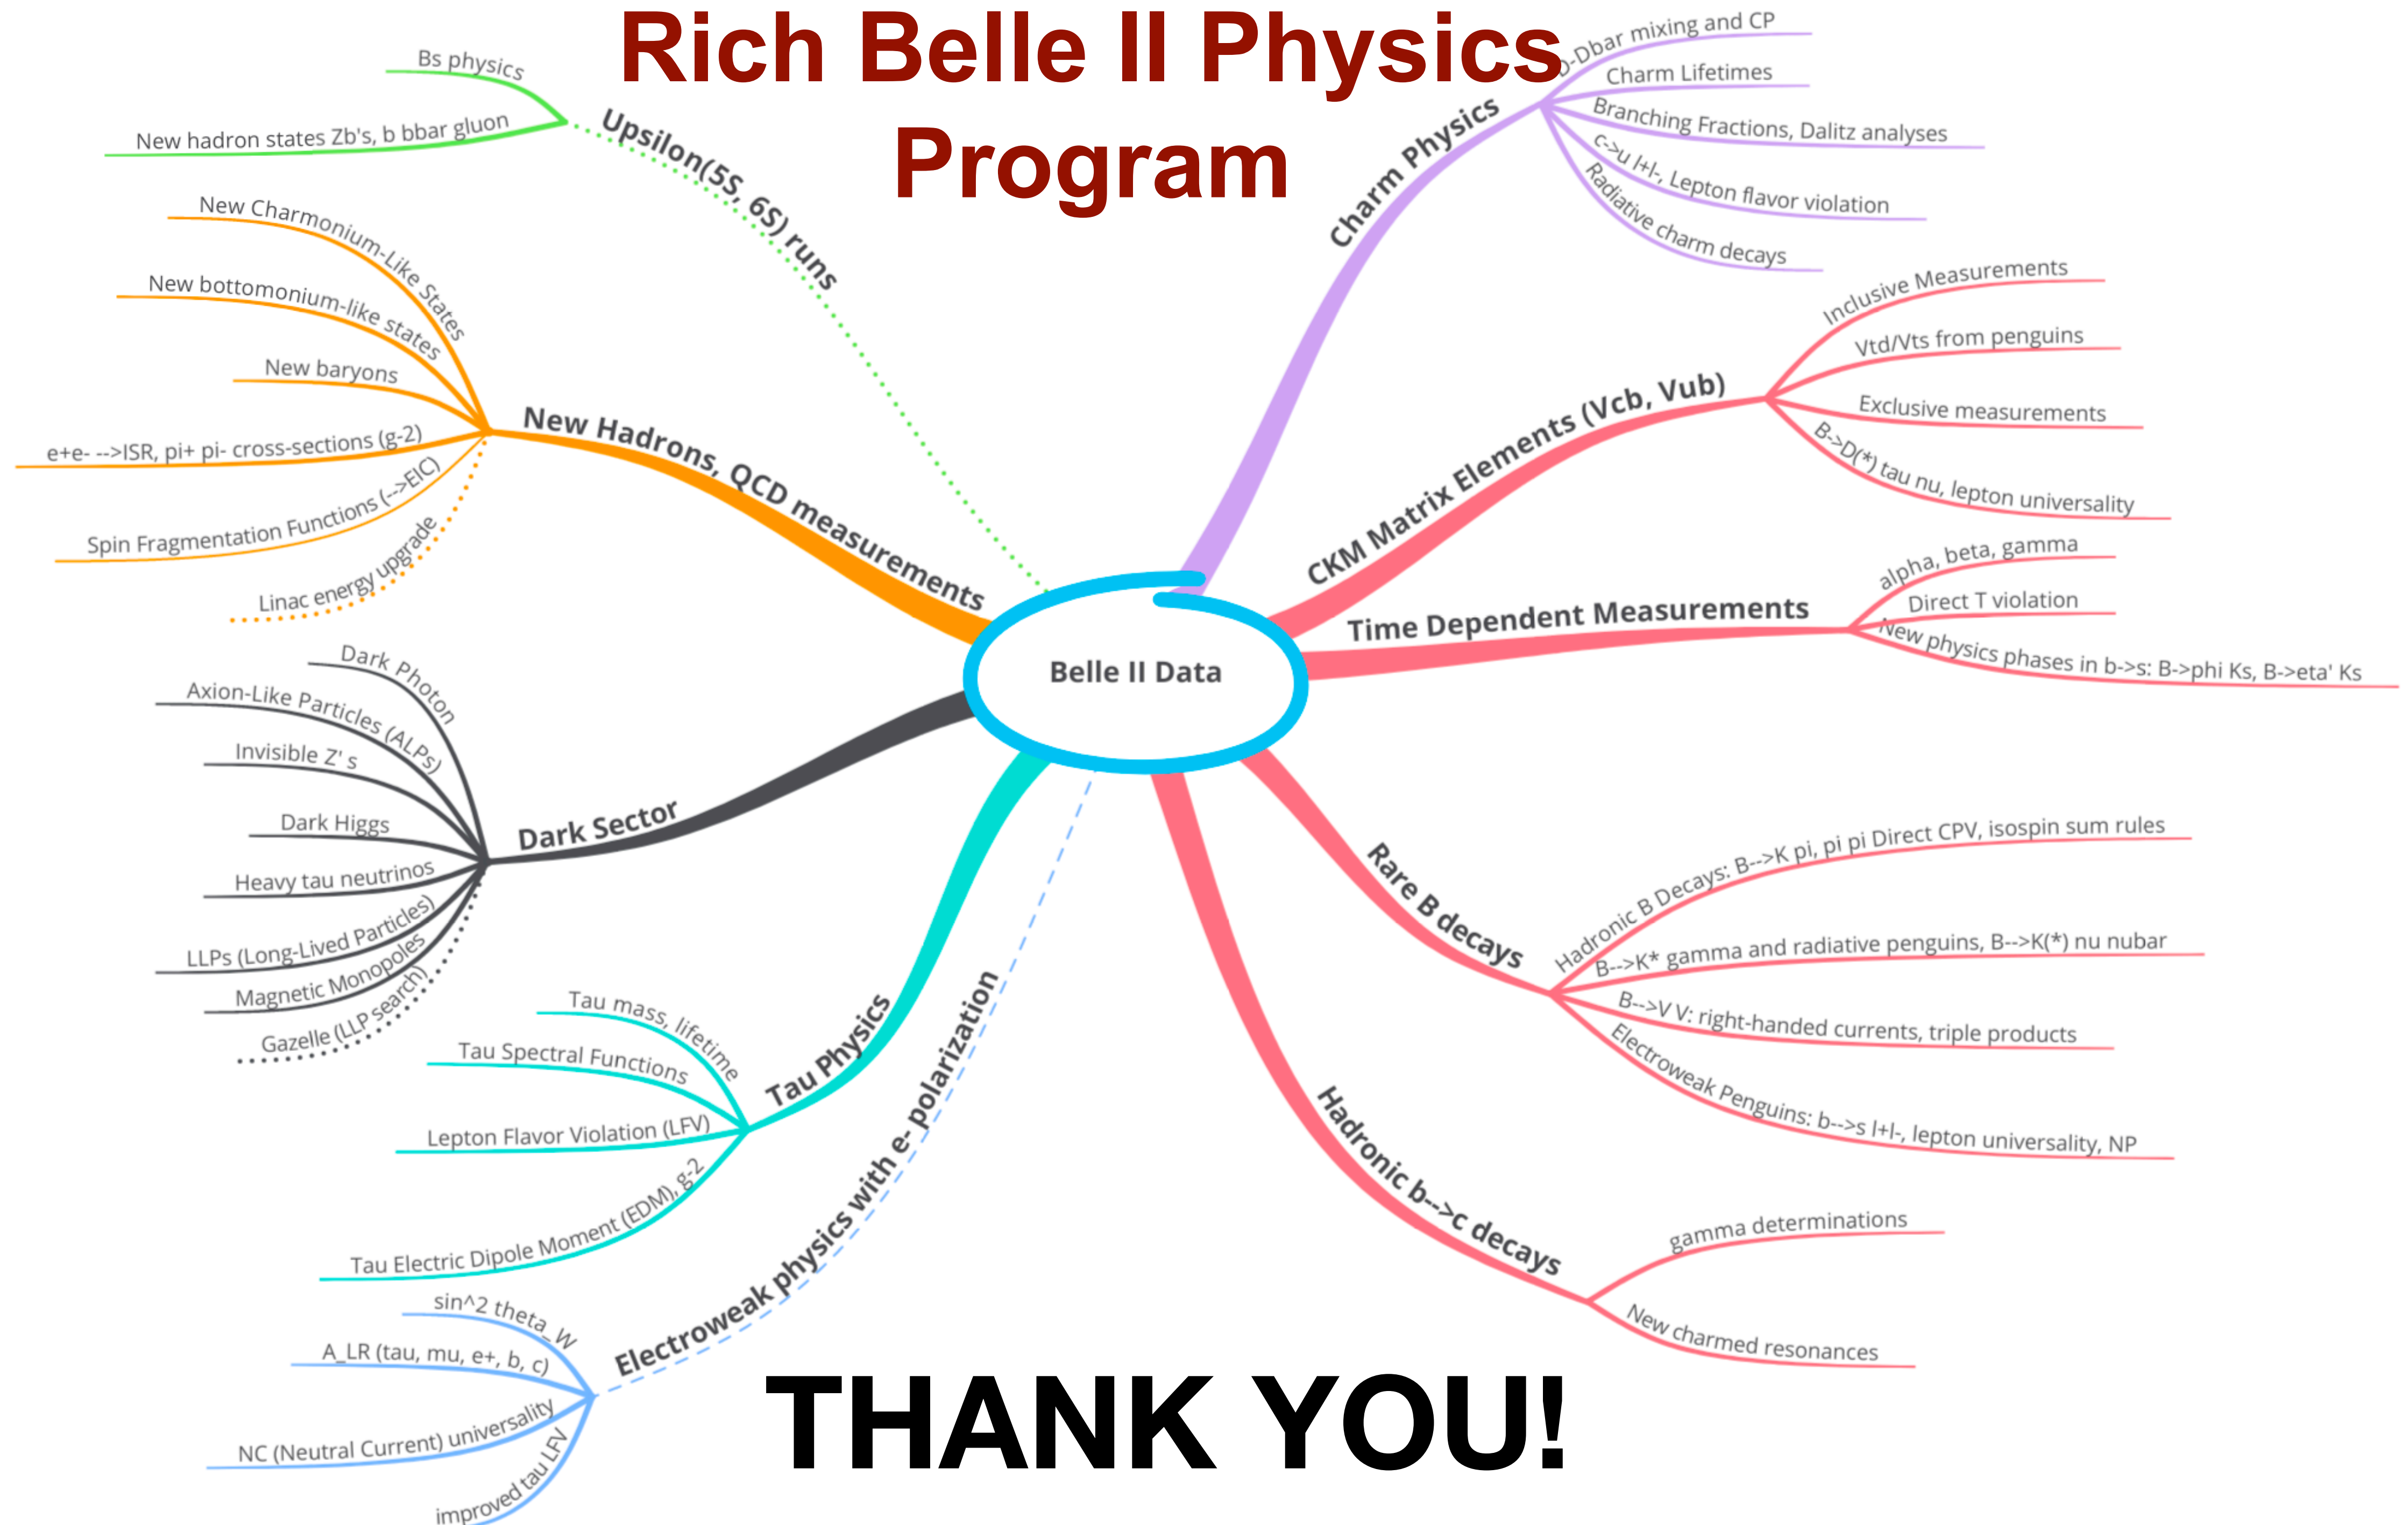 Rich Belle II Physics
Program
Belle II Data
Upsilon(5S, 6S) runs
Bs physics
New hadron states Zb's, b bbar gluon
New Hadrons, QCD measurements
New Charmonium-Like States
New bottomonium-like states
New baryons
e+e- -->ISR, pi+ pi- cross-sections (g-2)
Spin Fragmentation Functions (-->EIC)
Linac energy upgrade
Dark Sector
Dark Photon
Axion-Like Particles (ALPs)
Invisible Z' s
Dark Higgs
Heavy tau neutrinos
LLPs (Long-Lived Particles)
Magnetic Monopoles
Gazelle (LLP search)
Tau Physics
Tau mass, lifetime
Tau Spectral Functions
Lepton Flavor Violation (LFV)
Tau Electric Dipole Moment (EDM), g-2
Electroweak physics with e- polarization
sin^2 theta_W
A_LR (tau, mu, e+, b, c)
NC (Neutral Current) universality
improved tau LFV
Charm Physics
D-Dbar mixing and CP
Charm Lifetimes
Branching Fractions, Dalitz analyses
c->u l+l-, Lepton flavor violation
Radiative charm decays
CKM Matrix Elements (Vcb, Vub)
Inclusive Measurements
Vtd/Vts from penguins
Exclusive measurements
B->D(*) tau nu, lepton universality
Time Dependent Measurements
alpha, beta, gamma
Direct T violation
New physics phases in b->s: B->phi Ks, B->eta' Ks
Rare B decays
Hadronic B Decays: B-->K pi, pi pi Direct CPV, isospin sum rules
B-->K* gamma and radiative penguins, B-->K(*) nu nubar
B-->V V: right-handed currents, triple products
Electroweak Penguins: b-->s l+l-, lepton universality, NP
Hadronic b-->c decays
gamma determinations
New charmed resonances
THANK YOU!